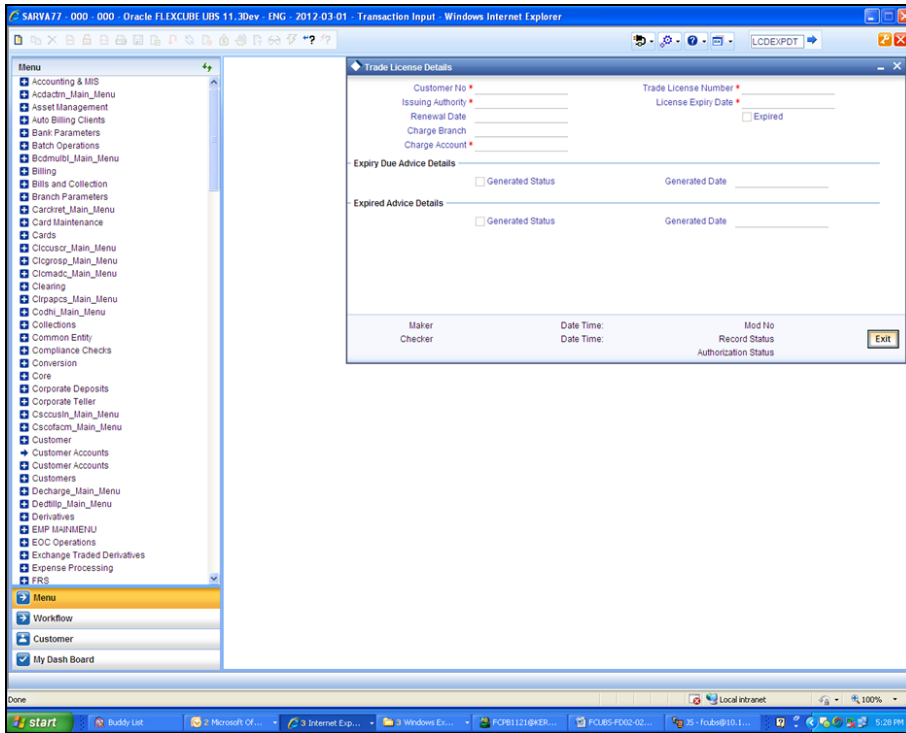 SARVA77 - 000 - 000 - Oracle FLEXCUBE UBS 11.3Dev - ENG - 2012-03-01 - Transaction Input - Windows Internet Explorer
LCDEXPDT
Menu
Accounting & MIS
Acdactrn_Main_Menu
Asset Management
Auto Billing Clients
Bank Parameters
Batch Operations
Bcdmulbl_Main_Menu
Billing
Bills and Collection
Branch Parameters
Carckret_Main_Menu
Card Maintenance
Cards
Clccuscr_Main_Menu
Clcgrosp_Main_Menu
Clcmadc_Main_Menu
Clearing
Clrpapcs_Main_Menu
Codhi_Main_Menu
Collections
Common Entity
Compliance Checks
Conversion
Core
Corporate Deposits
Corporate Teller
Csccusln_Main_Menu
Cscofacm_Main_Menu
Customer
Customer Accounts
Customer Accounts
Customers
Decharge_Main_Menu
Dedtillp_Main_Menu
Derivatives
EMP MAINMENU
EOC Operations
Exchange Traded Derivatives
Expense Processing
FRS
Menu
Workflow
Customer
My Dash Board
Trade License Details
Customer No * Trade License Number *
Issuing Authority * License Expiry Date *
Renewal Date Expired
Charge Branch
Charge Account *
Expiry Due Advice Details
Generated Status Generated Date
Expired Advice Details
Generated Status Generated Date
Maker Date Time: Mod No
Checker Date Time: Record Status Exit
Authorization Status
Done Local intranet 100%
start Buddy List 2 Microsoft Of... 3 Internet Exp... 3 Windows Ex... FCPB1121@KER... FCUBS-FD02-02... JS - fcubs@10.1... 5:28 PM